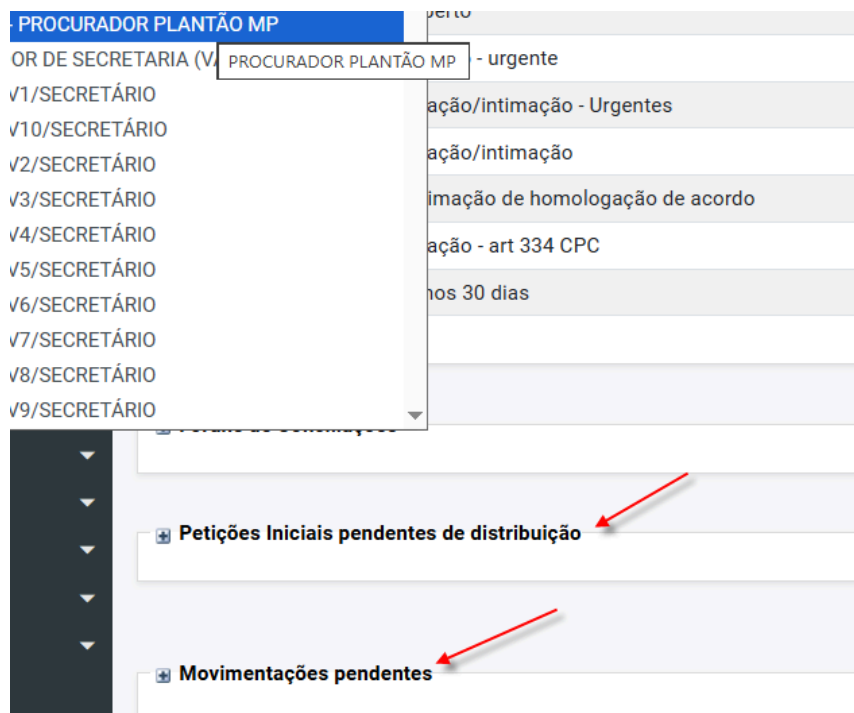 - PROCURADOR PLANTÃO MP
OR DE SECRETARIA (VA
PROCURADOR PLANTÃO MP
- urgente
V1/SECRETÁRIO
ação/intimação - Urgentes
V10/SECRETÁRIO
V2/SECRETÁRIO
ação/intimação
V3/SECRETÁRIO
imação de homologação de acordo
V4/SECRETÁRIO
ação - art 334 CPC
V5/SECRETÁRIO
nos 30 dias
V6/SECRETÁRIO
V7/SECRETÁRIO
V8/SECRETÁRIO
V9/SECRETÁRIO
Petições Iniciais pendentes de distribuição
Movimentações pendentes